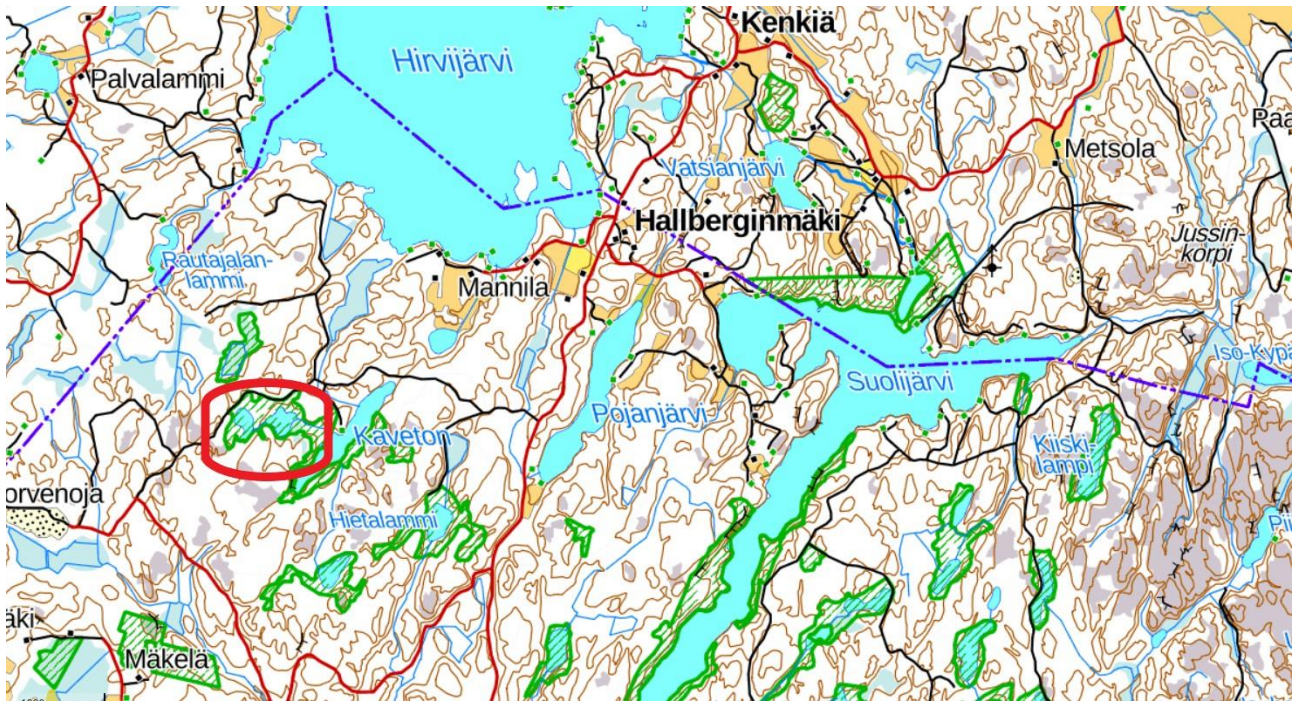 Kenkiä
Hirvijärvi
Palvalammi
Metsola
Vatsianjärvi
Hallberginmäki
Jussin-
korpi
Rautajalan-
lammi
Mannila
Suolijärvi
Pojanjärvi
Kaveton
Kiiski-
lampi
orvenoja
Hietalammi
äki
Mäkelä